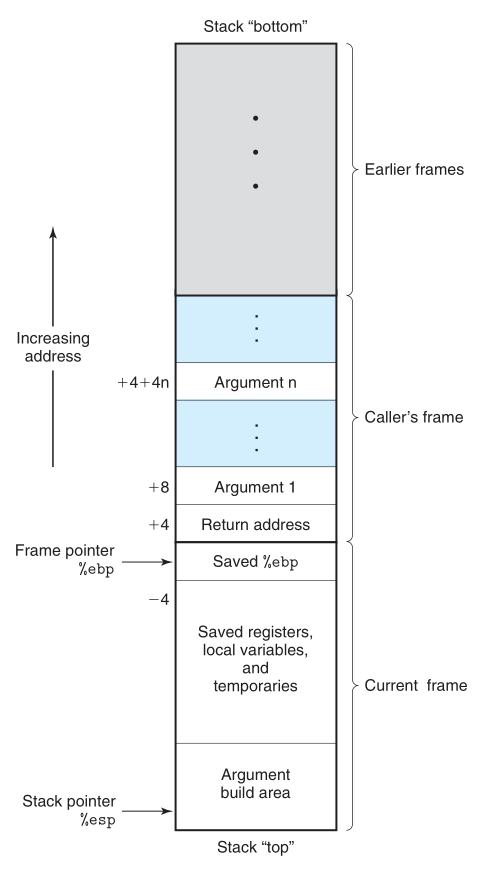 Stack “bottom”
Earlier frames
Increasing
address
+4+4n
Argument n
Caller’s frame
+8
Argument 1
+4
Return address
Frame pointer
%ebp
Saved %ebp
−4
Saved registers,
local variables,
and
temporaries
Current frame
Argument
build area
Stack pointer
%esp
Stack “top”